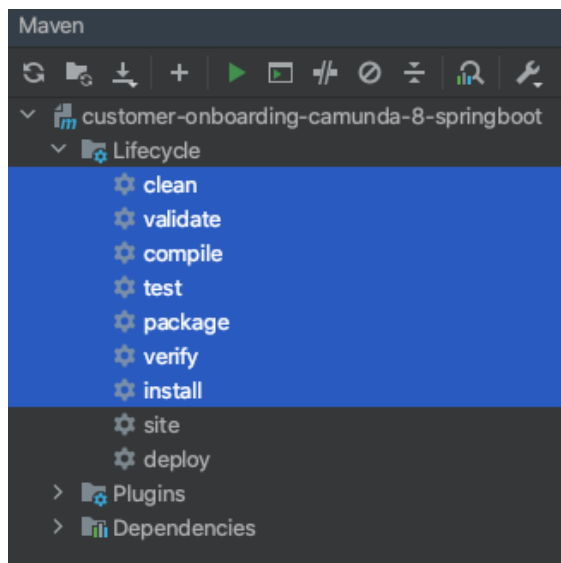 Maven
customer-onboarding-camunda-8-springboot
Lifecycle
clean
validate
compile
test
package
verify
install
site
deploy
Plugins
Dependencies